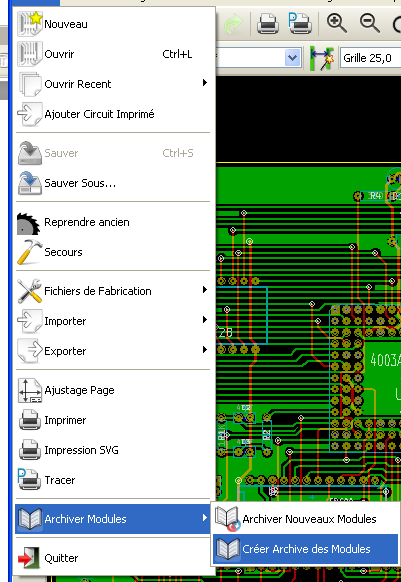 Nouveau
Ouvrir Ctrl+L
Ouvrir Recent
Ajouter Circuit Imprimé
Sauver Ctrl+S
Sauver Sous...
Reprendre ancien
Secours
Fichiers de Fabrication
Importer
Exporter
Ajustage Page
Imprimer
Impression SVG
Tracer
Archiver Modules
Quitter
Archiver Nouveaux Modules
Créer Archive des Modules
Grille 25,0
4003A